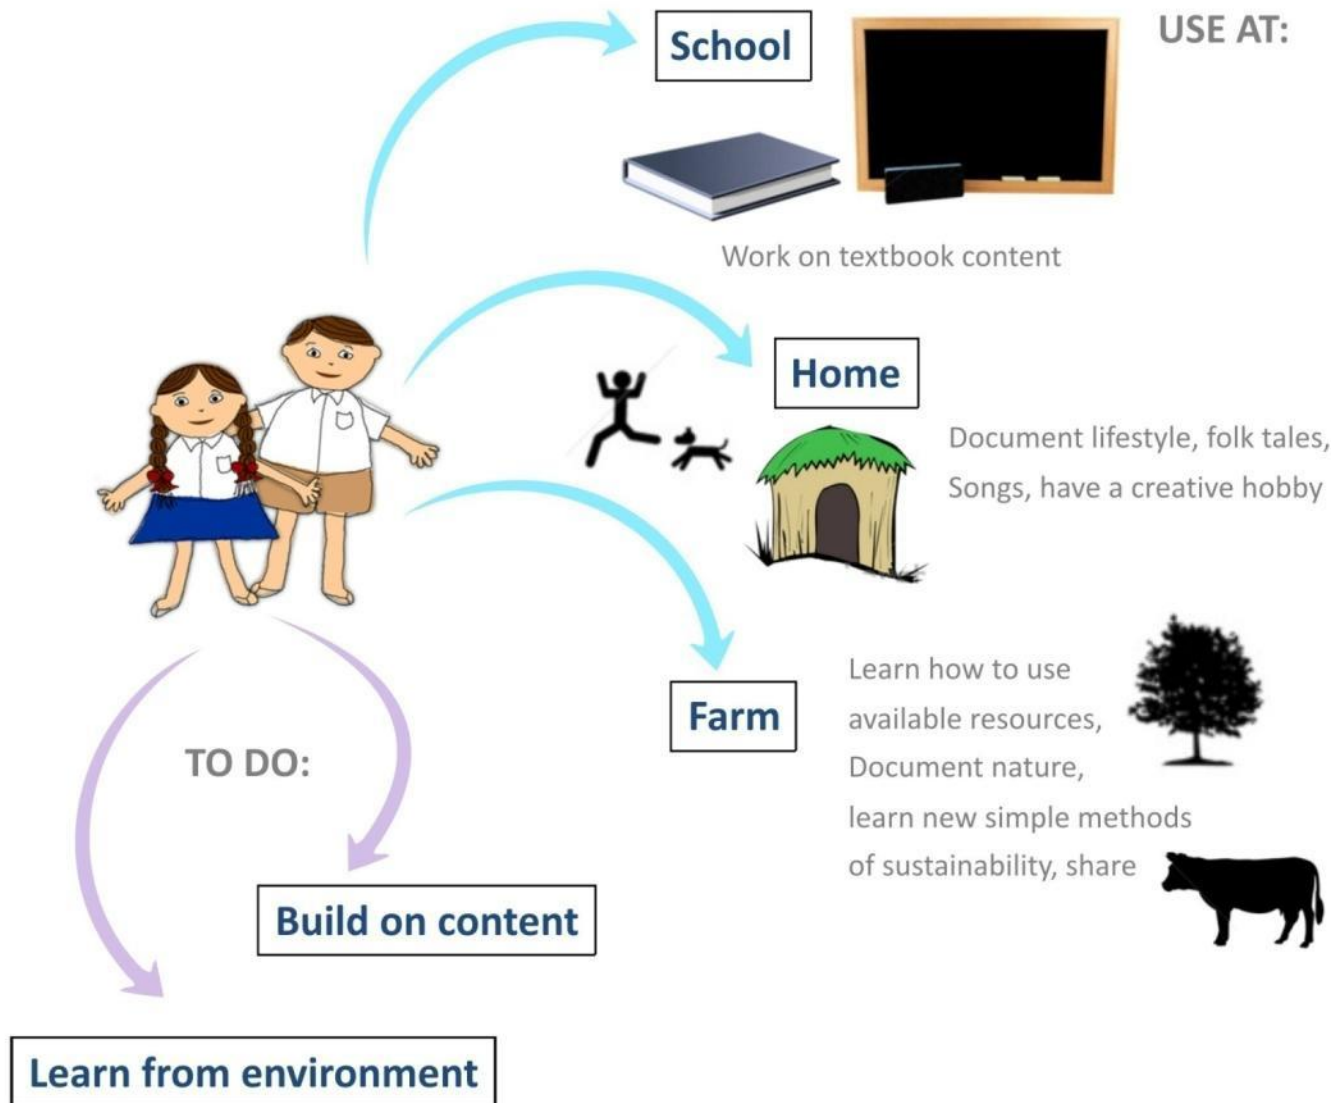 School
USE AT:
Work on textbook content
Home
Document lifestyle, folk tales,
Songs, have a creative hobby
Farm
Learn how to use
available resources,
Document nature,
learn new simple methods
of sustainability, share
TO DO:
Build on content
Learn from environment